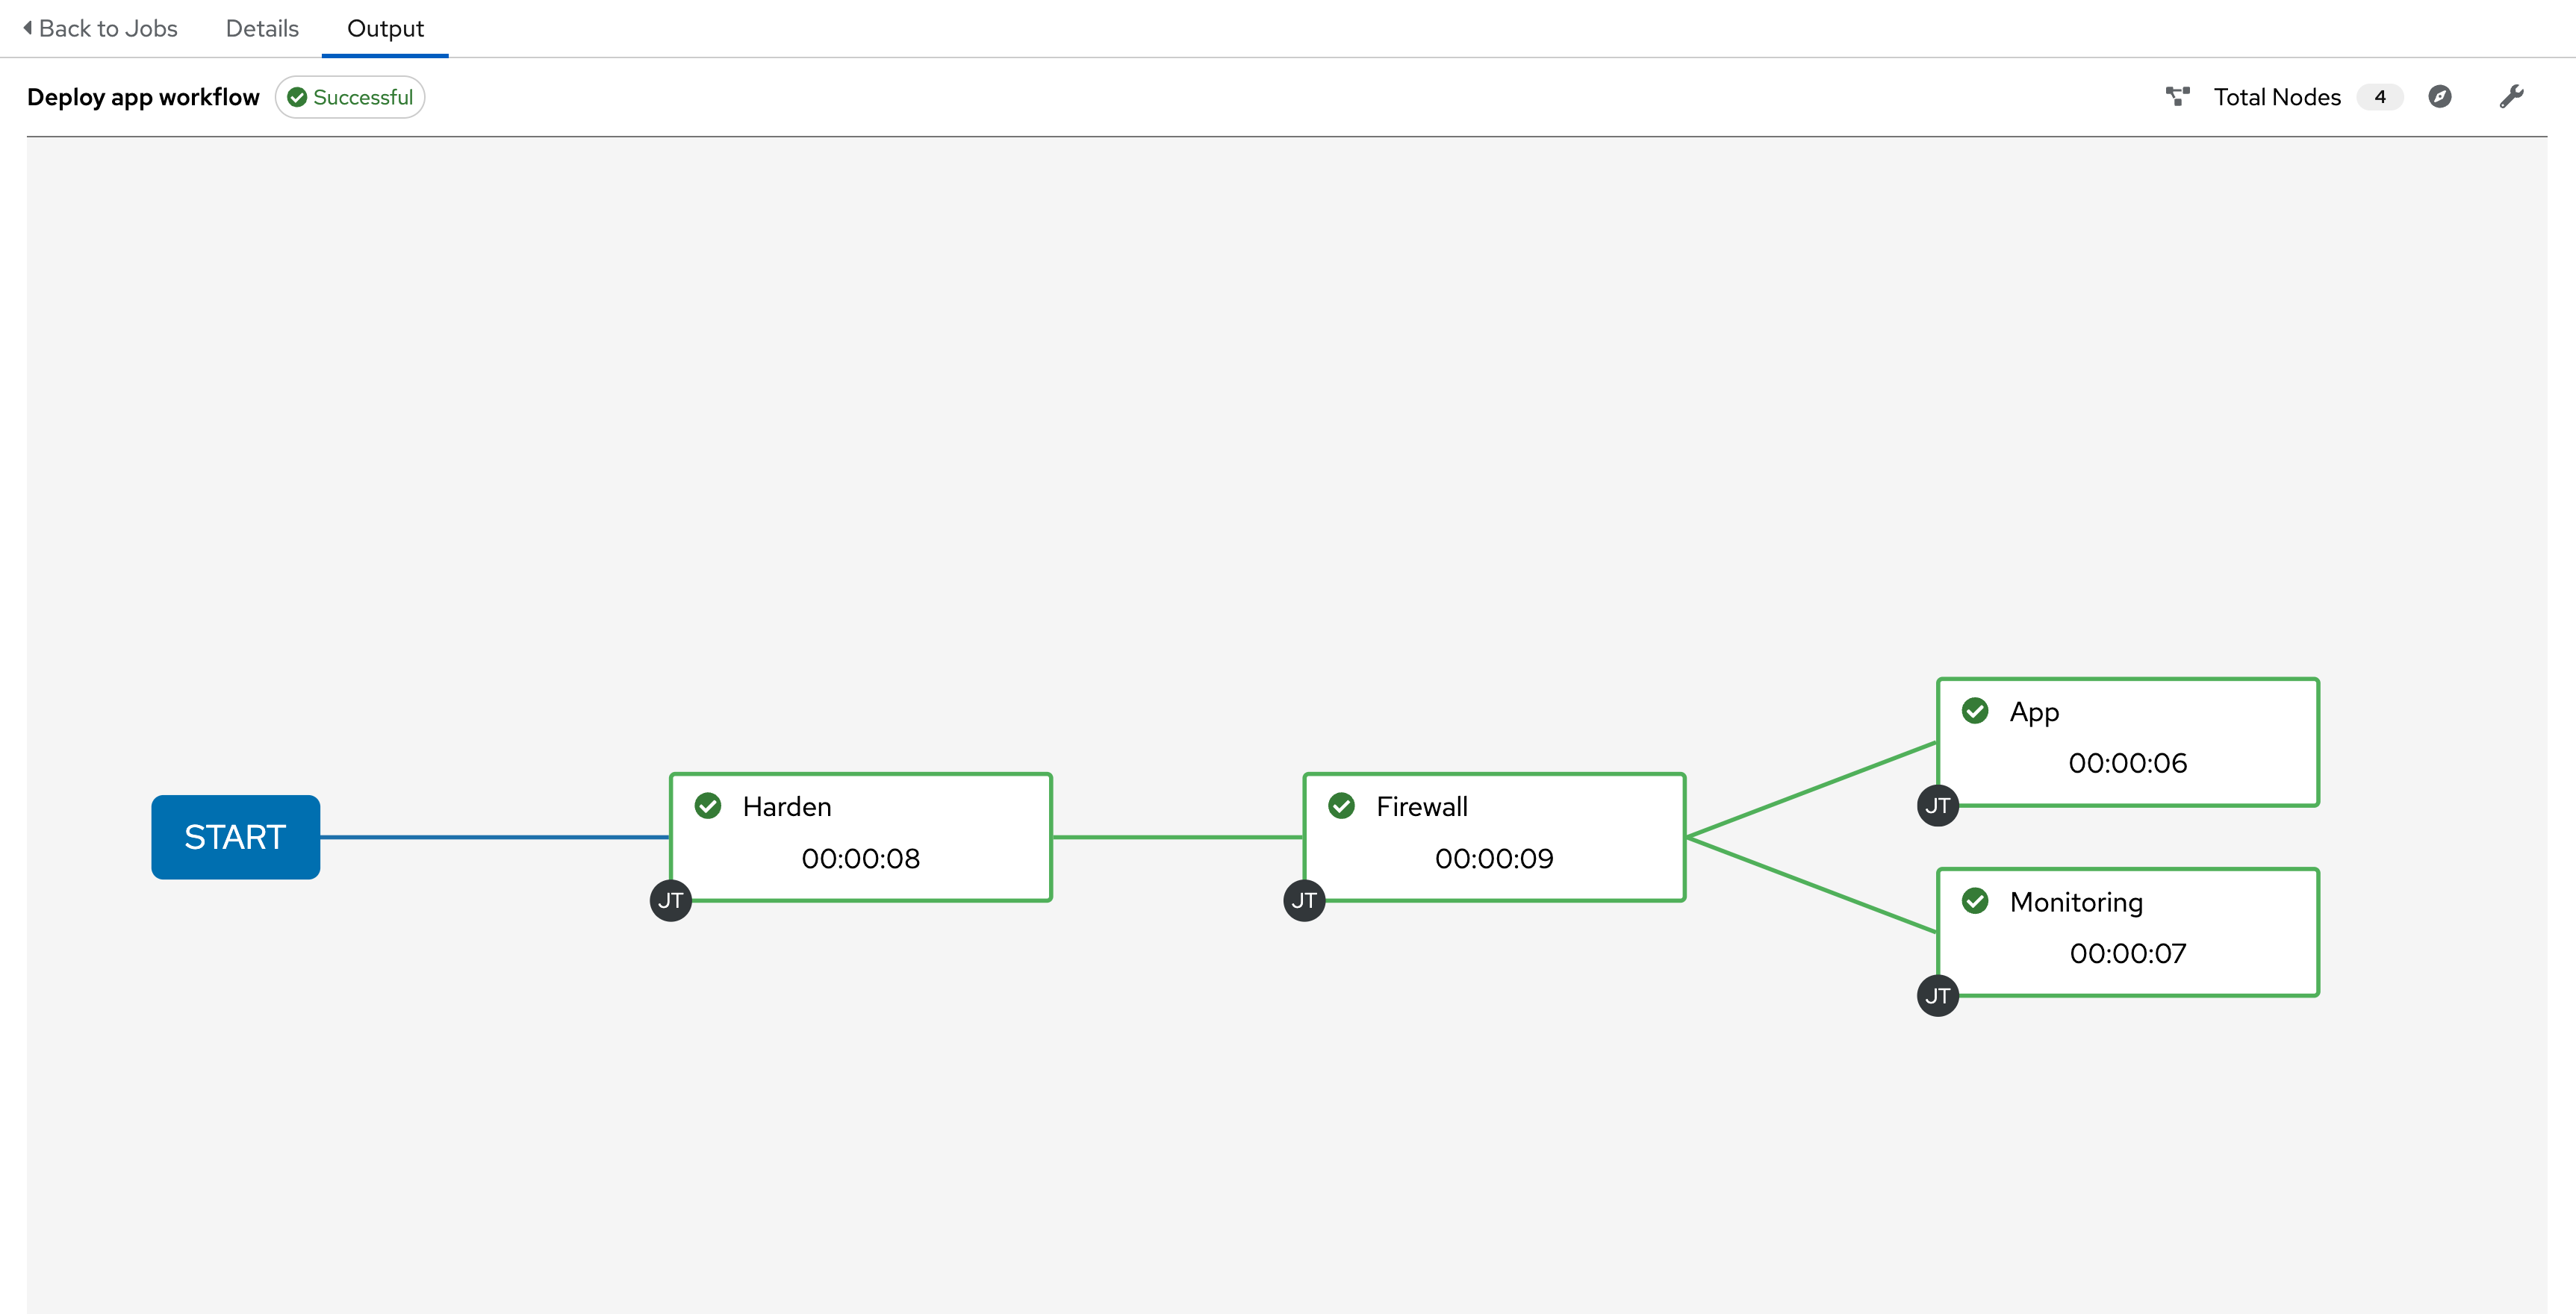 Back to Jobs Details Output
Deploy app workflow Successful Total Nodes 4
START
Harden
00:00:08
JT
Firewall
00:00:09
JT
App
00:00:06
JT
Monitoring
00:00:07
JT